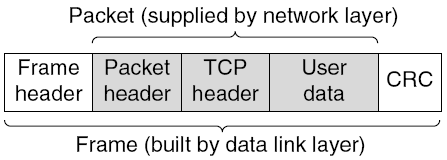 Packet (supplied by network layer)
Frame header
Packet header
TCP header
User data
CRC
Frame (built by data link layer)